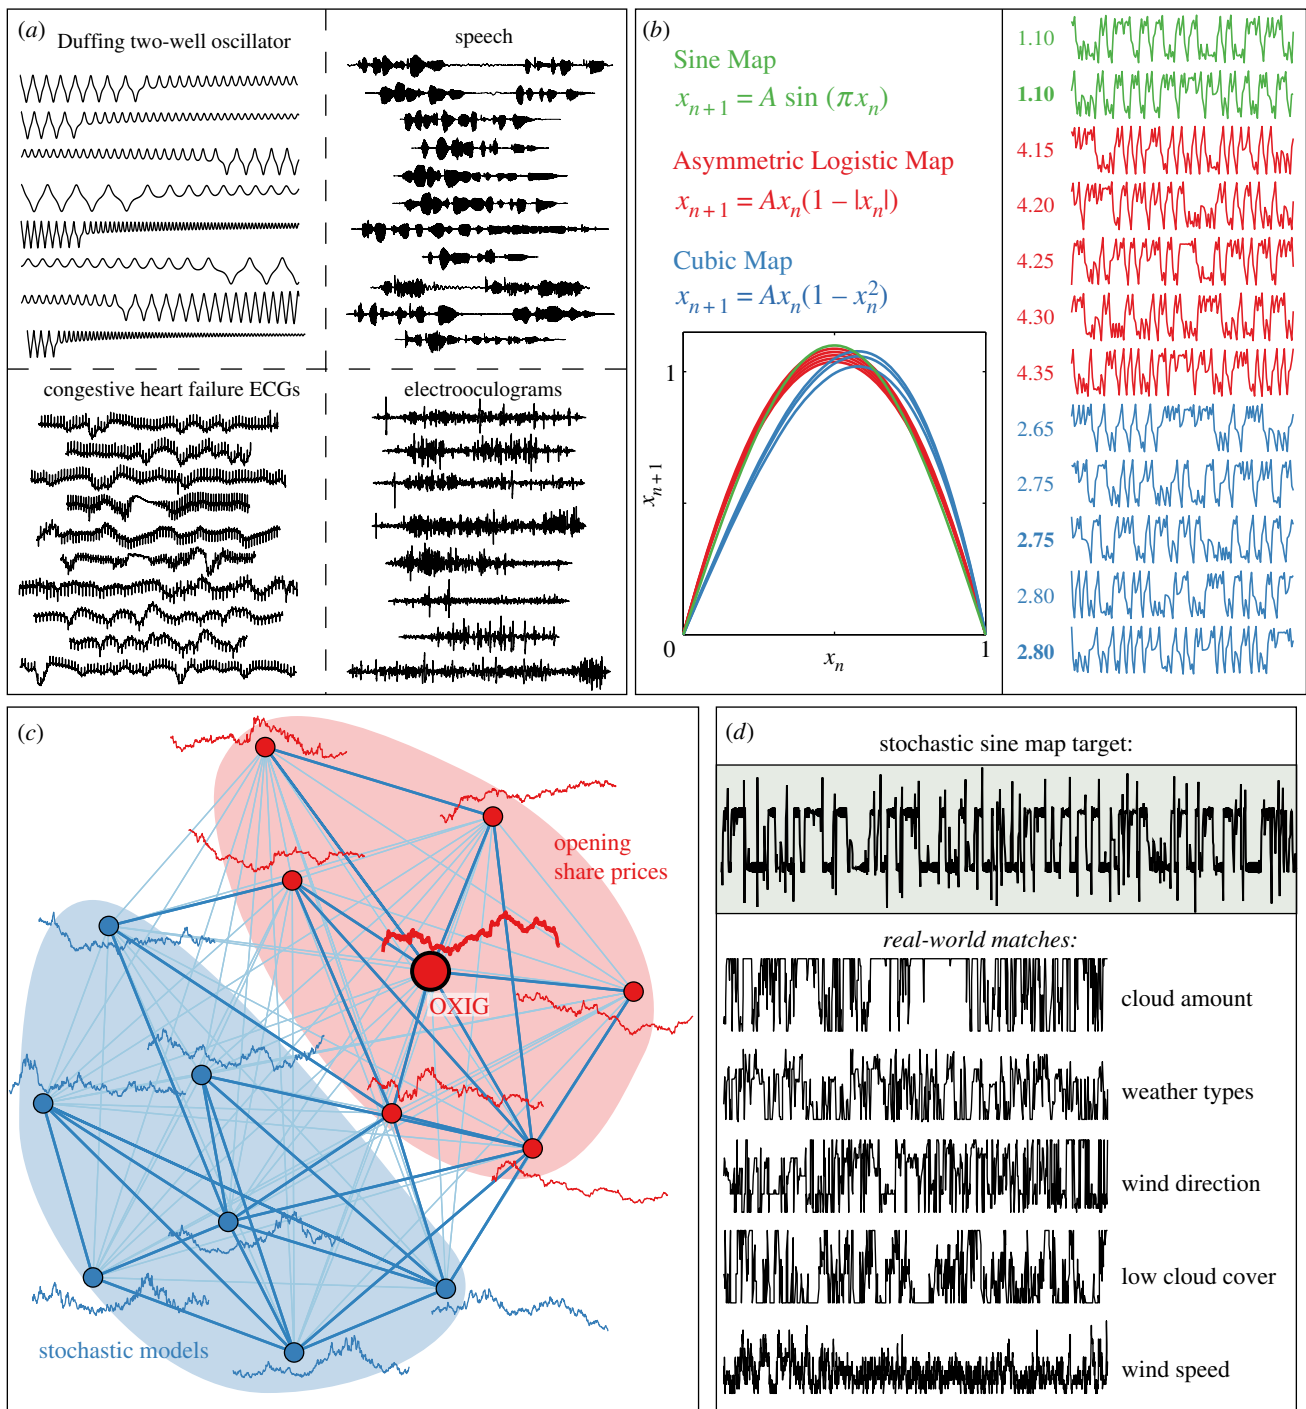 (a)
Duffing two-well oscillator
speech
congestive heart failure ECGs
electrooculograms
(b)
Sine Map
x_{n+1} = A sin (πx_n)
Asymmetric Logistic Map
x_{n+1} = Ax_n(1 – |x_n|)
Cubic Map
x_{n+1} = Ax_n(1 – x_n^2)
1
x_{n+1}
0
x_n
1
1.10
1.10
4.15
4.20
4.25
4.30
4.35
2.65
2.75
2.75
2.80
2.80
(c)
opening
share prices
OXIG
stochastic models
(d)
stochastic sine map target:
real-world matches:
cloud amount
weather types
wind direction
low cloud cover
wind speed